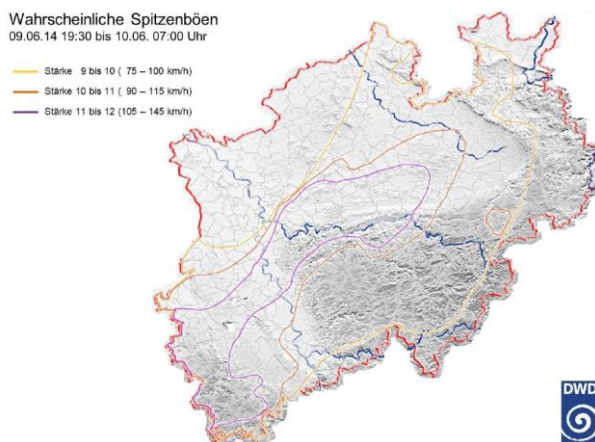 Wahrscheinliche Spitzenböen
09.06.14 19:30 bis 10.06. 07:00 Uhr
Stärke 9 bis 10 ( 75 – 100 km/h)
Stärke 10 bis 11 ( 90 – 115 km/h)
Stärke 11 bis 12 (105 – 145 km/h)
DWD